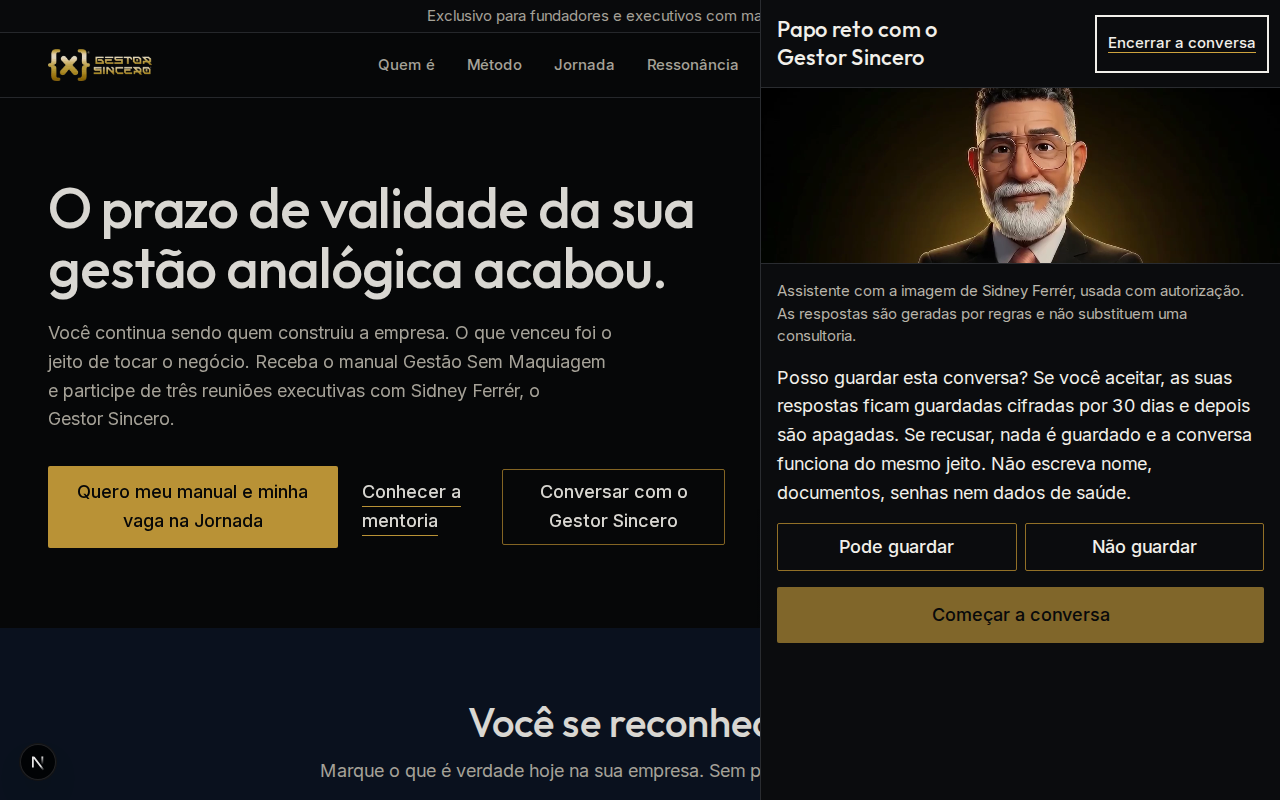 Exclusivo para fundadores e executivos com ma
{x} GESTOR
SINCERO
Quem é
Método
Jornada
Ressonância
O prazo de validade da sua
gestão analógica acabou.
Você continua sendo quem construiu a empresa. O que venceu foi o
jeito de tocar o negócio. Receba o manual Gestão Sem Maquiagem
e participe de três reuniões executivas com Sidney Ferrér, o
Gestor Sincero.
Quero meu manual e minha
vaga na Jornada
Conhecer a
mentoria
Conversar com o
Gestor Sincero
Você se reconhec
Marque o que é verdade hoje na sua empresa. Sem p
N
Papo reto com o
Gestor Sincero
Encerrar a conversa
Assistente com a imagem de Sidney Ferrér, usada com autorização.
As respostas são geradas por regras e não substituem uma
consultoria.
Posso guardar esta conversa? Se você aceitar, as suas
respostas ficam guardadas cifradas por 30 dias e depois
são apagadas. Se recusar, nada é guardado e a conversa
funciona do mesmo jeito. Não escreva nome,
documentos, senhas nem dados de saúde.
Pode guardar
Não guardar
Começar a conversa